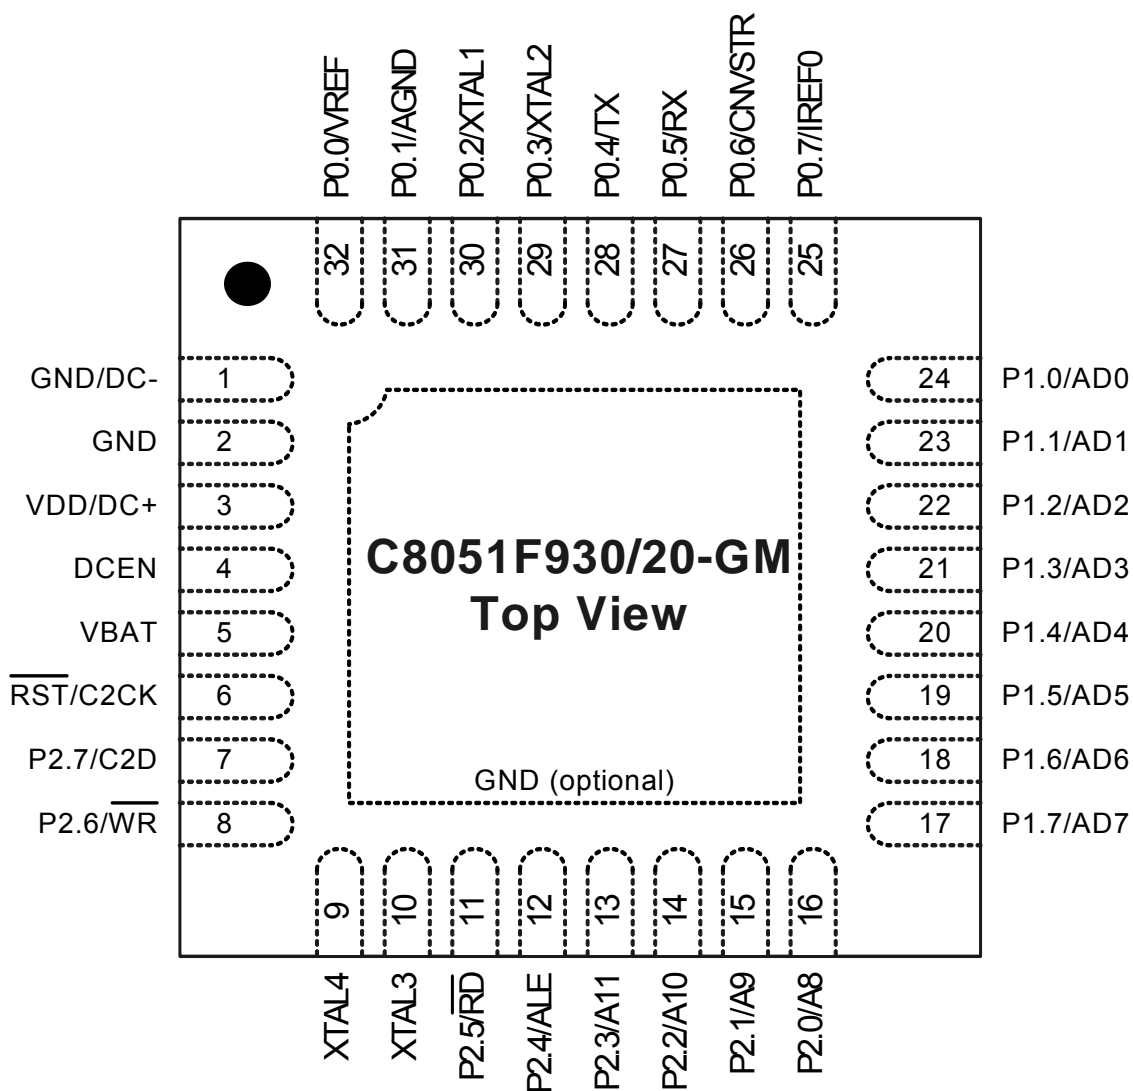 P0.0/VREF
P0.1/AGND
P0.2/XTAL1
P0.3/XTAL2
P0.4/TX
P0.5/RX
P0.6/CNVSTR
P0.7/IREF0
32
31
30
29
28
27
26
25
GND/DC- 1
GND 2
VDD/DC+ 3
DCEN 4
VBAT 5
RST/C2CK 6
P2.7/C2D 7
P2.6/WR 8
C8051F930/20-GM
Top View
GND (optional)
24 P1.0/AD0
23 P1.1/AD1
22 P1.2/AD2
21 P1.3/AD3
20 P1.4/AD4
19 P1.5/AD5
18 P1.6/AD6
17 P1.7/AD7
9
10
11
12
13
14
15
16
XTAL4
XTAL3
P2.5/RD
P2.4/ALE
P2.3/A11
P2.2/A10
P2.1/A9
P2.0/A8